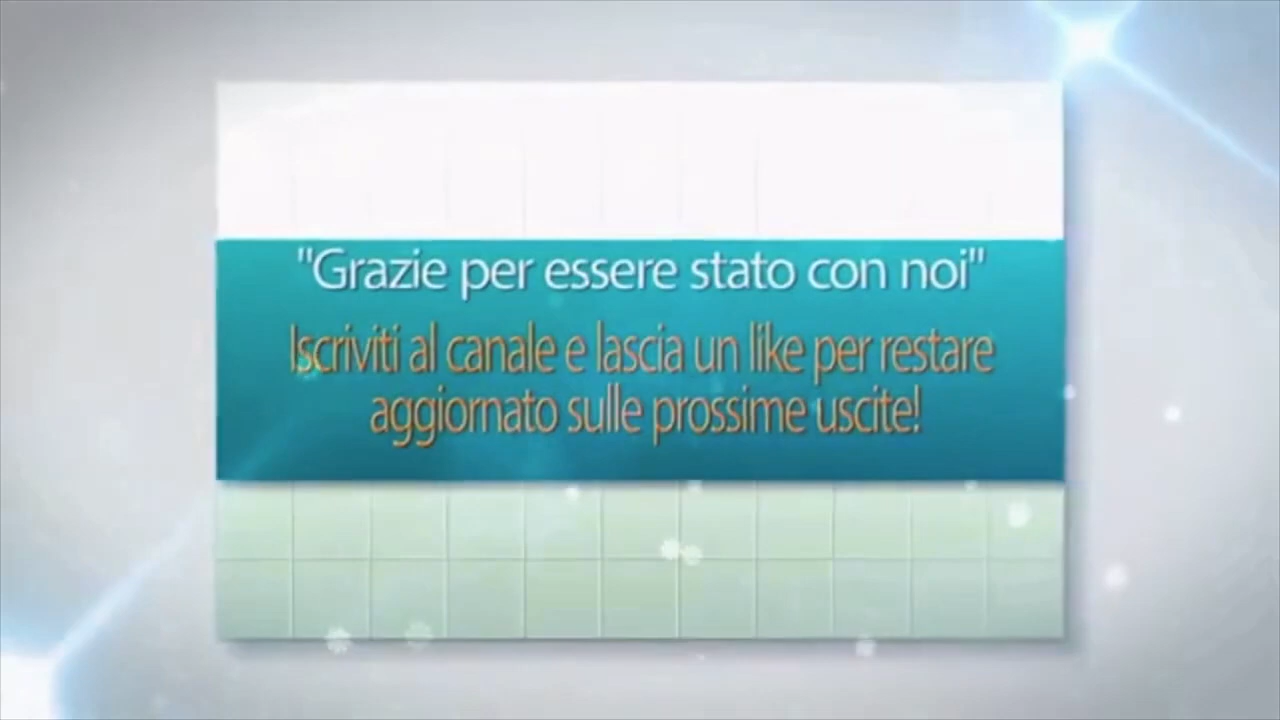 "Grazie per essere stato con noi"
Iscriviti al canale e lascia un like per restare
aggiornato sulle prossime uscite!